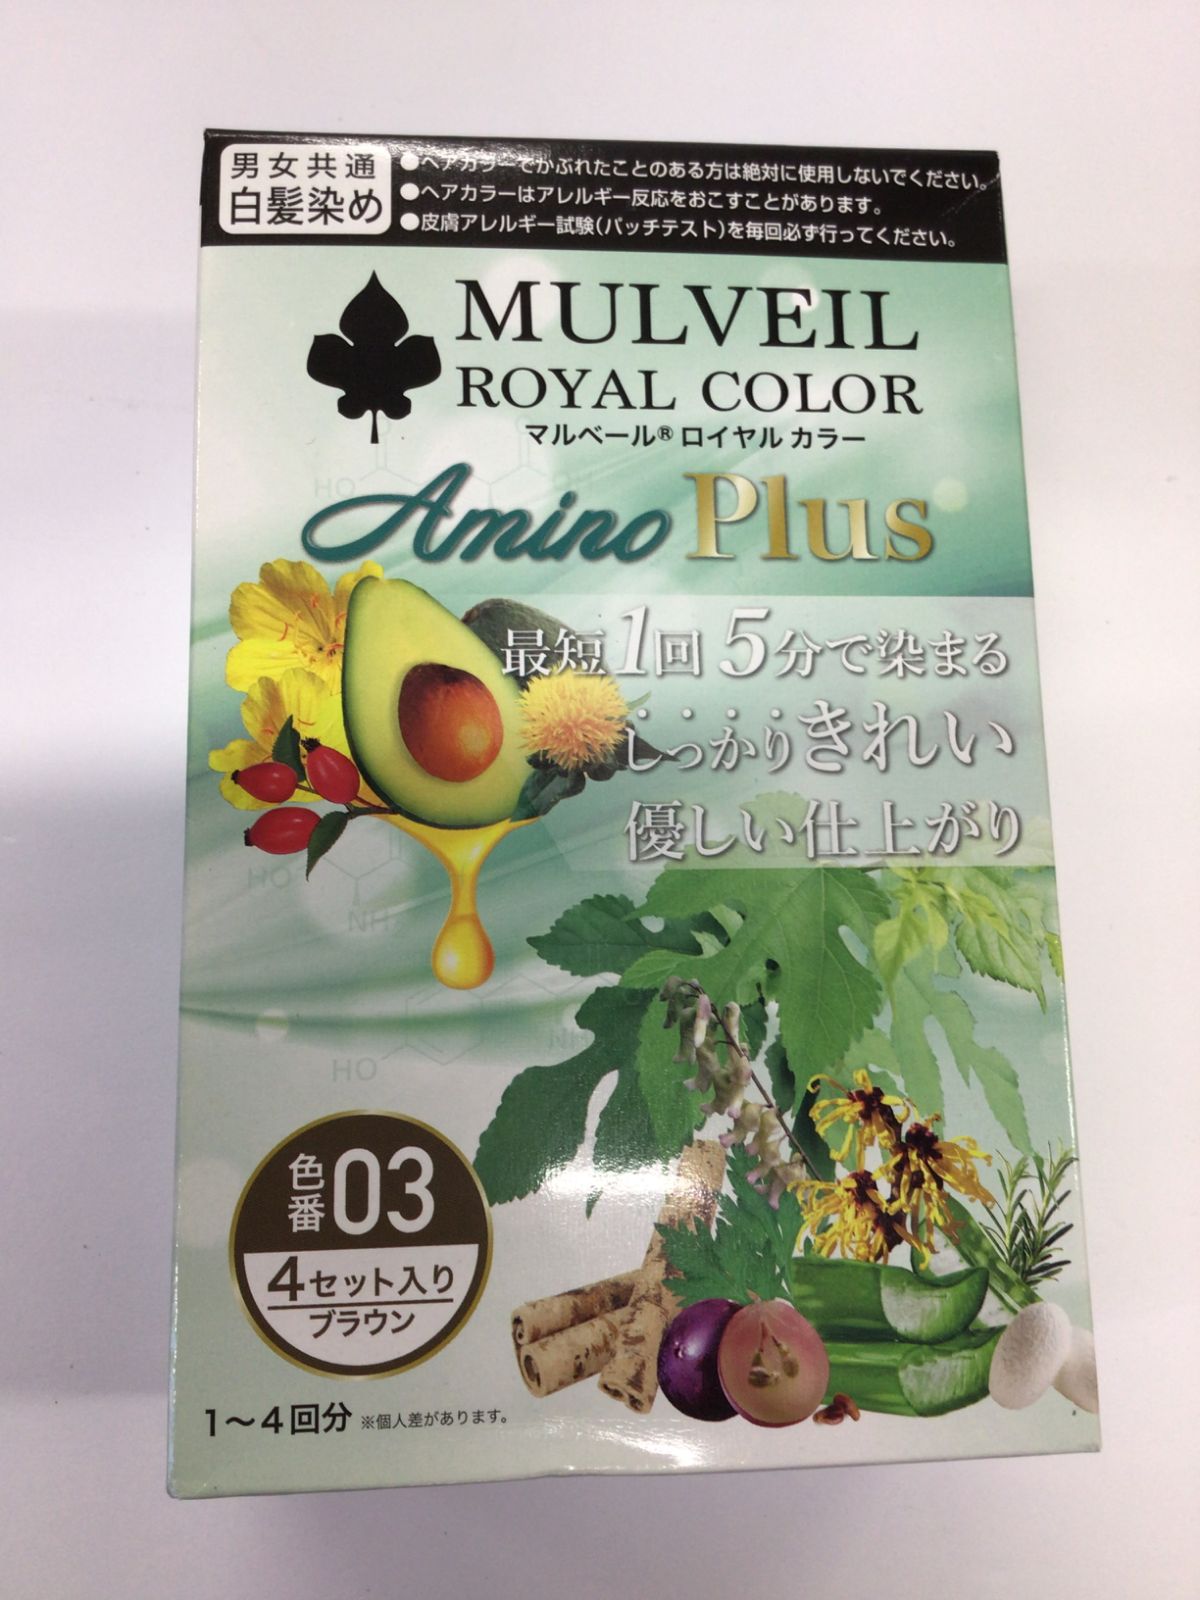 男女共通
白髪染め
●ヘアカラーでかぶれたことのある方は絶対に使用しないでください。
●ヘアカラーはアレルギー反応をおこすことがあります。
●皮膚アレルギー試験(パッチテスト)を毎回必ず行ってください。
MULVEIL
ROYAL COLOR
マルベール® ロイヤル カラー
Amino Plus
最短1回 5分で染まる
しっかりきれい
優しい仕上がり
HO
HO
NH
HO
色番 03
4セット入り
ブラウン
1～4回分 ※個人差があります。